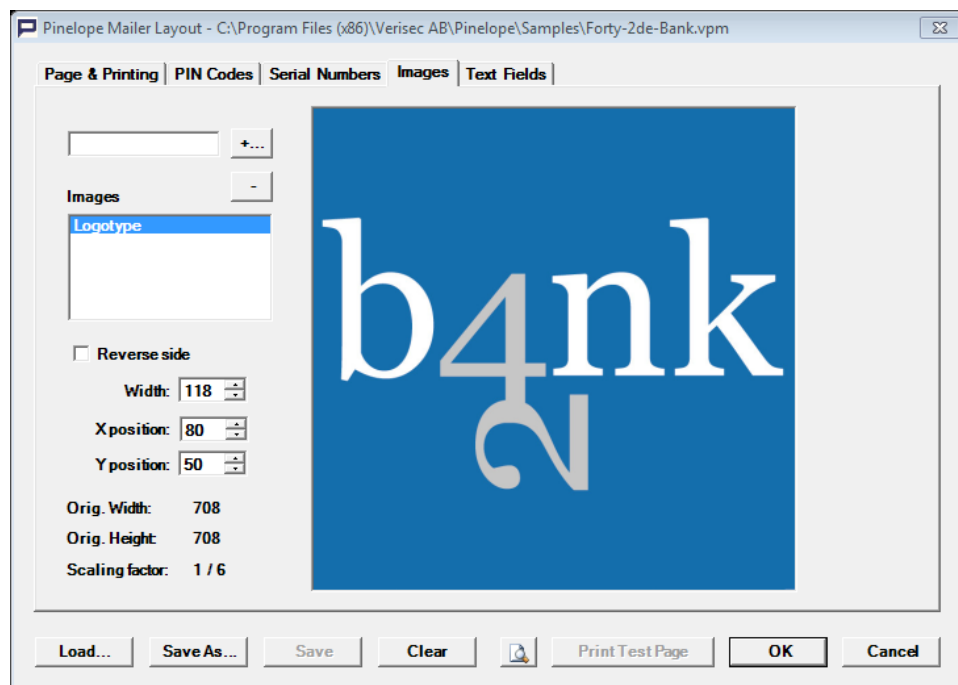 Pinelope Mailer Layout - C:\Program Files (x86)\Verisec AB\Pinelope\Samples\Forty-2de-Bank.vpm
Page & Printing PIN Codes Serial Numbers Images Text Fields
+...
-
Images
Logotype
Reverse side
Width: 118
X position: 80
Y position: 50
Orig. Width: 708
Orig. Height: 708
Scaling factor: 1 / 6
b4nk
2
Load... Save As... Save Clear Print Test Page OK Cancel